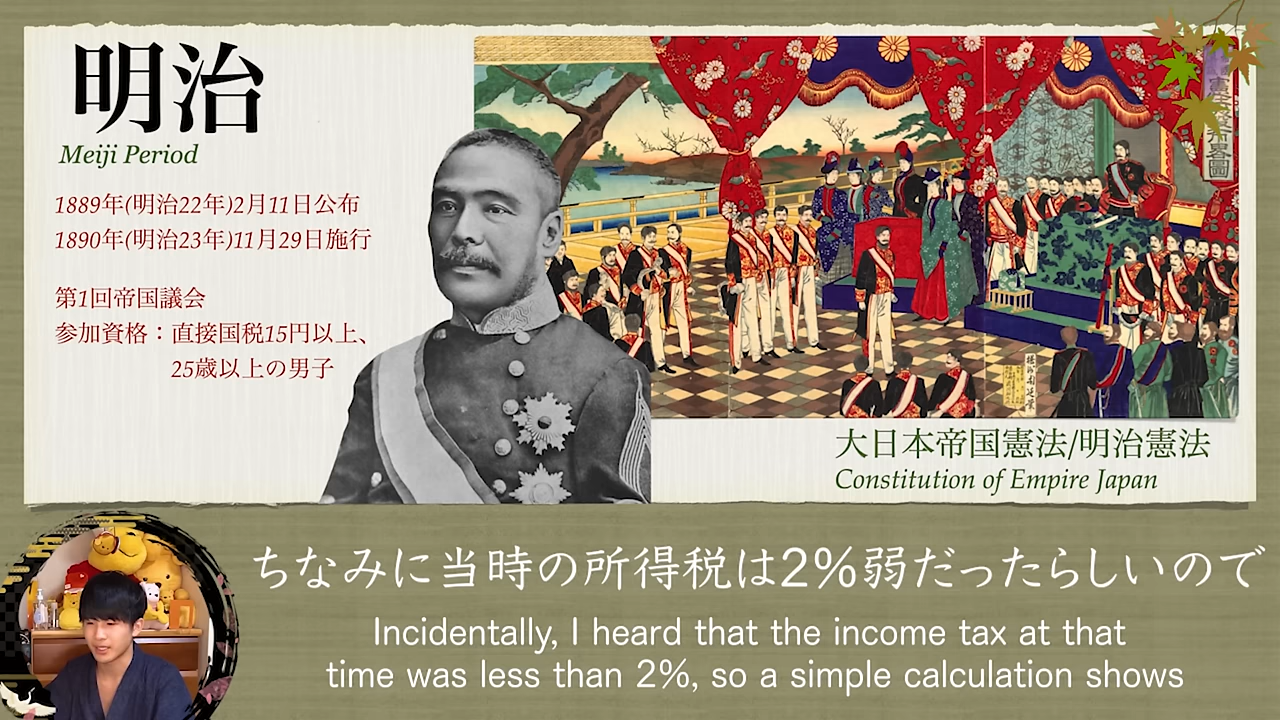 明治
Meiji Period
1889年(明治22年)2月11日公布
1890年(明治23年)11月29日施行
第1回帝国議会
参加資格：直接国税15円以上、
25歳以上の男子
大日本帝国憲法/明治憲法
Constitution of Empire Japan
ちなみに当時の所得税は2%弱だったらしいので
Incidentally, I heard that the income tax at that
time was less than 2%, so a simple calculation shows